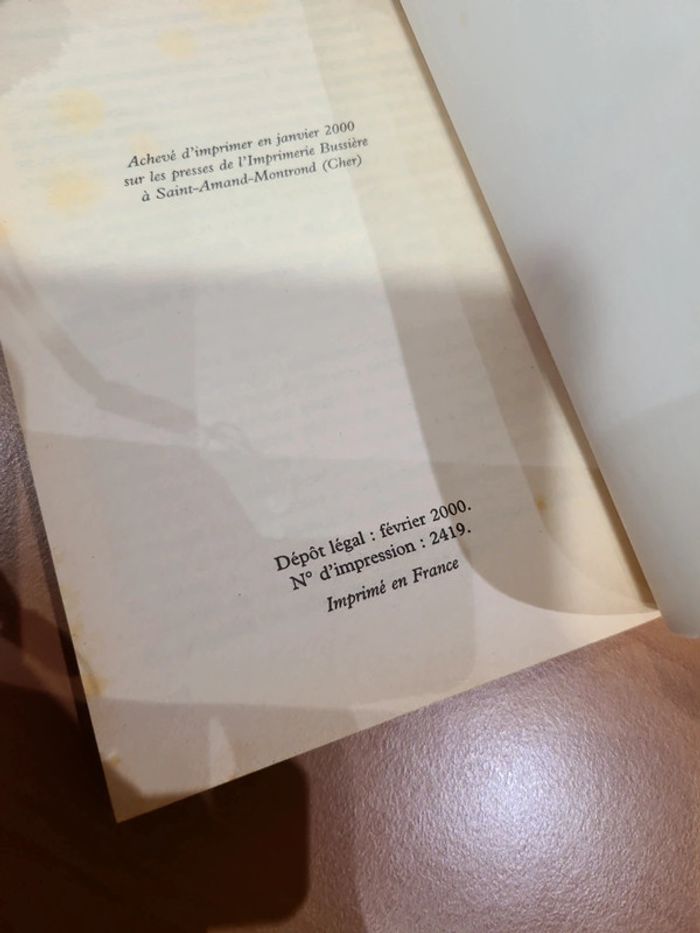 Achevé d'imprimer en janvier 2000
sur les presses de l'Imprimerie Bussière
à Saint-Amand-Montrond (Cher)
Dépôt légal : février 2000.
N° d'impression : 2419.
Imprimé en France